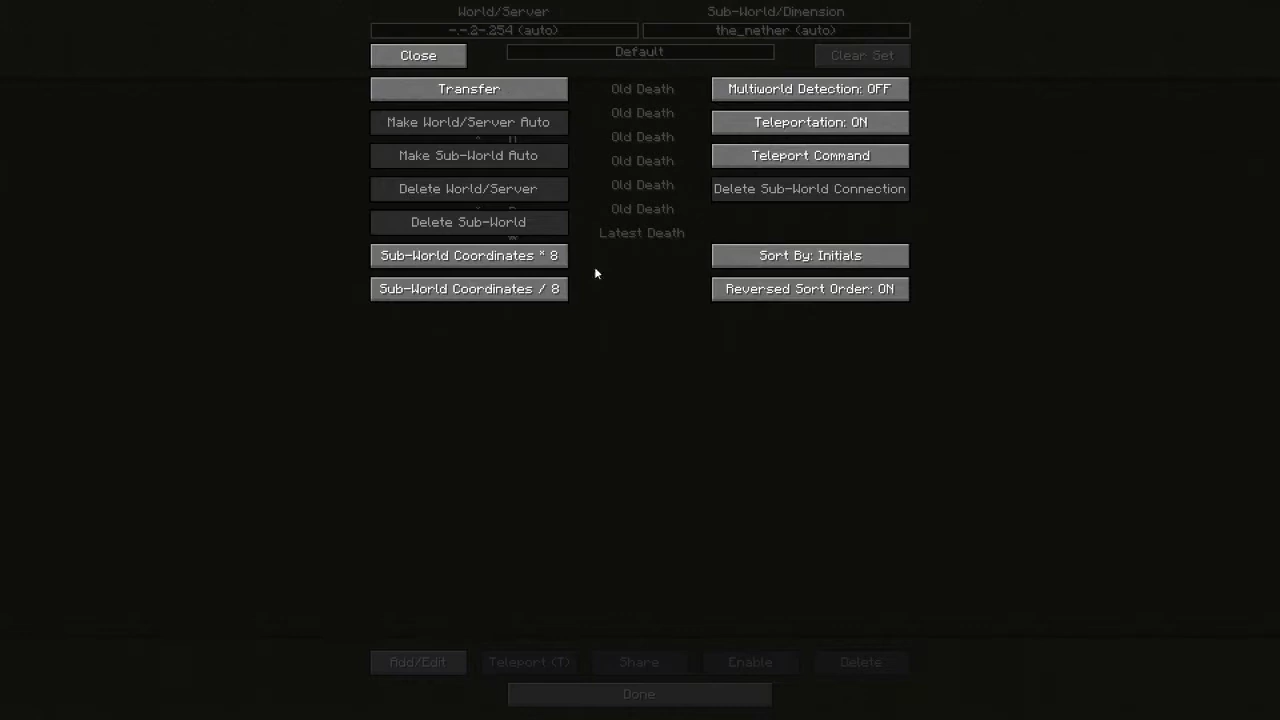 World/Server
Sub-World/Dimension
-.-.2-.254 (auto)
the_nether (auto)
Close
Default
Clear Set
Transfer
Old Death
Multiworld Detection: OFF
Old Death
Make World/Server Auto
Teleportation: ON
Old Death
Make Sub-World Auto
Old Death
Teleport Command
Delete World/Server
Old Death
Delete Sub-World Connection
Old Death
Delete Sub-World
Latest Death
Sub-World Coordinates * 8
Sort By: Initials
Sub-World Coordinates / 8
Reversed Sort Order: ON
Add/Edit
Teleport (T)
Share
Enable
Delete
Done